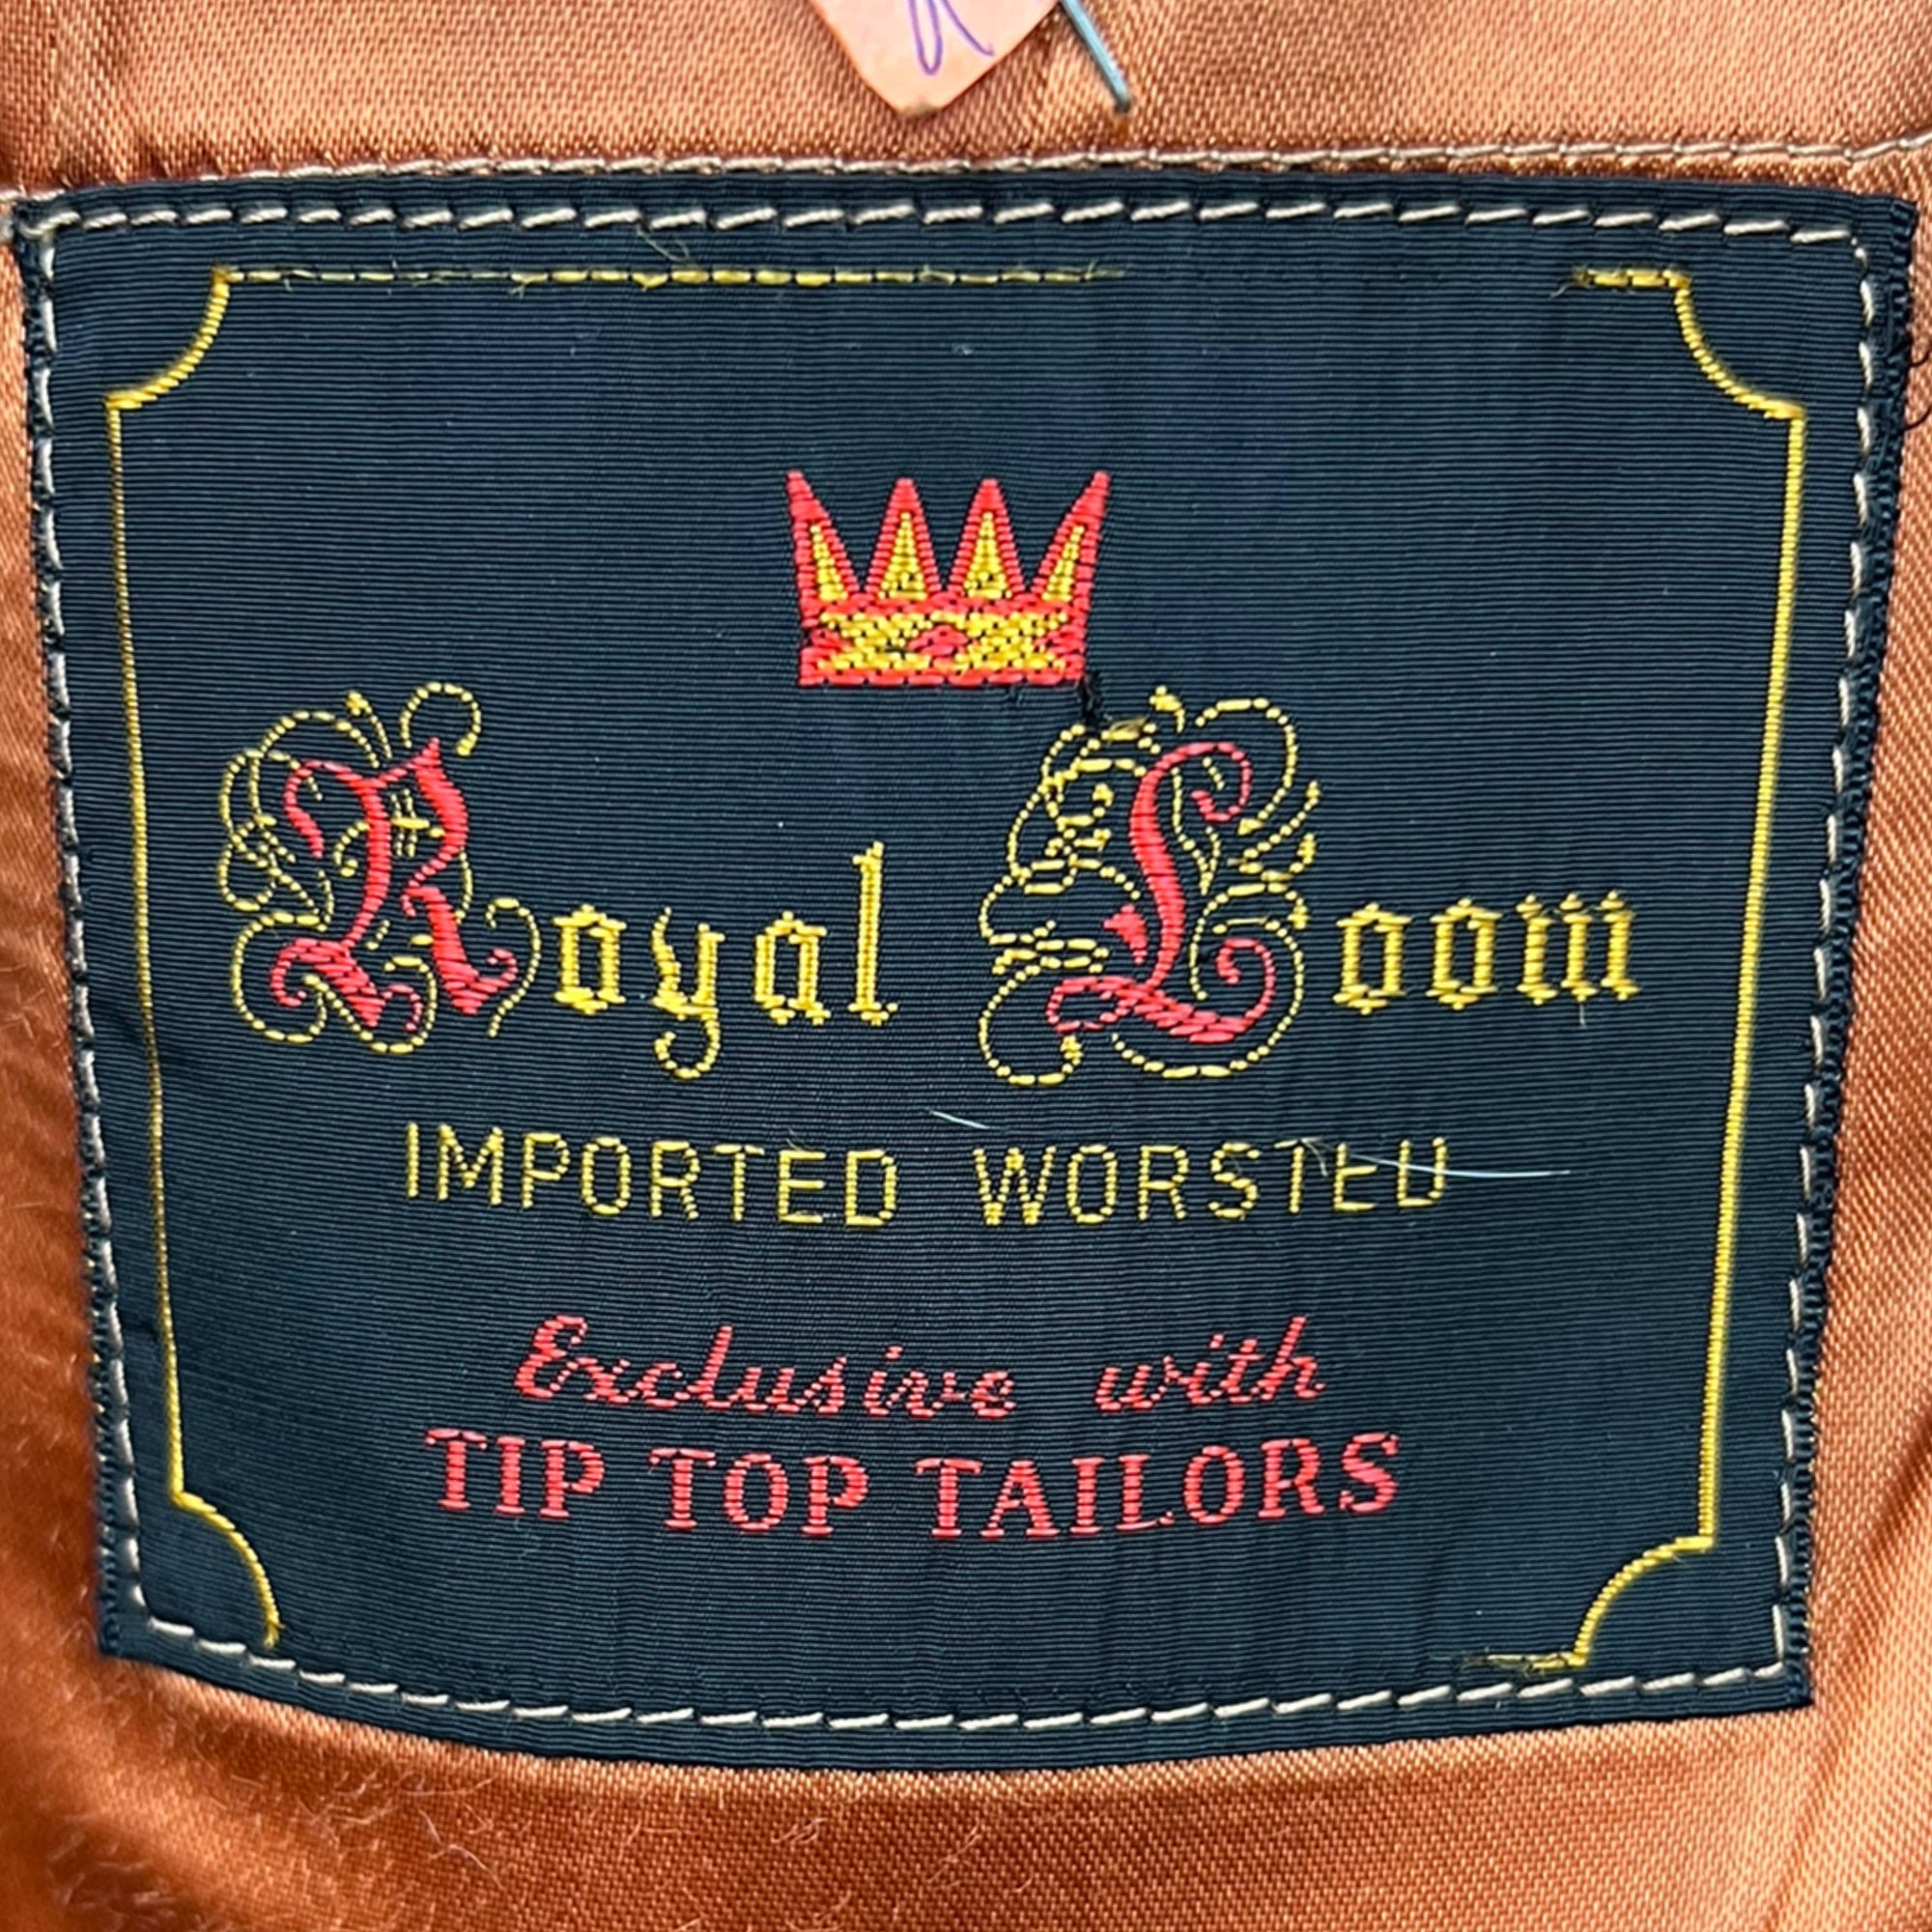 Royal Loom
IMPORTED WORSTED
Exclusive with
TIP TOP TAILORS